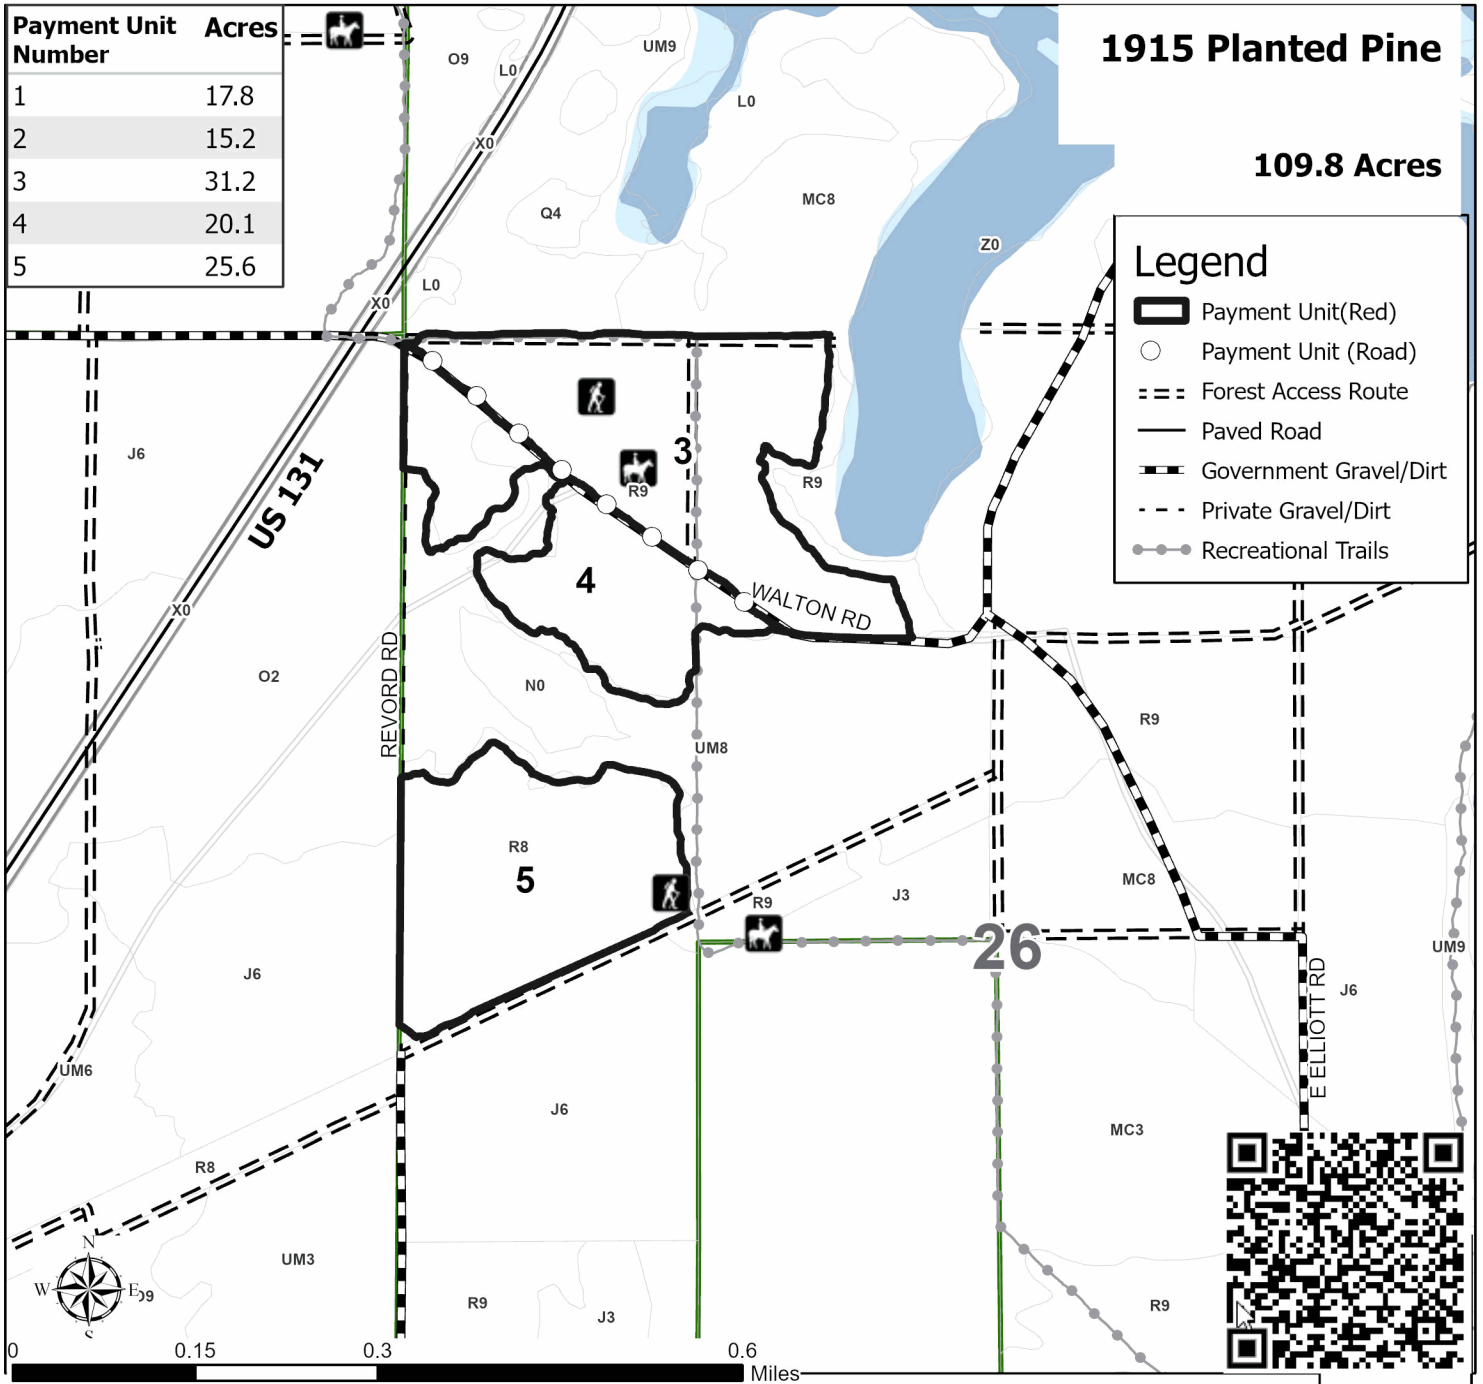 Payment Unit Number Acres
1 17.8
2 15.2
3 31.2
4 20.1
5 25.6
1915 Planted Pine
109.8 Acres
Legend
Payment Unit(Red)
Payment Unit (Road)
Forest Access Route
Paved Road
Government Gravel/Dirt
Private Gravel/Dirt
Recreational Trails
O9
L0
UM9
L0
X0
MC8
Q4
Z0
L0
X0
J6
US 131
3
R9
R9
4
WALTON RD
X0
O2
REVORD RD
N0
UM8
R9
R8
5
R9
J3
MC8
26
UM9
J6
J6
E ELLIOTT RD
UM6
J6
MC3
R8
UM3
R9
J3
R9
N
W E
S
0 0.15 0.3 0.6
Miles